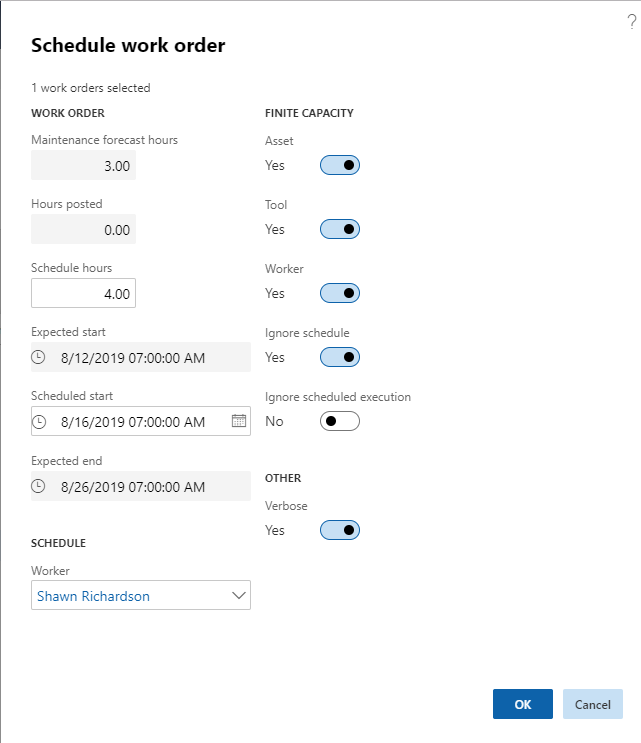 ?
Schedule work order
1 work orders selected
WORK ORDER
Maintenance forecast hours
3.00
Hours posted
0.00
Schedule hours
4.00
Expected start
8/12/2019 07:00:00 AM
Scheduled start
8/16/2019 07:00:00 AM
Expected end
8/26/2019 07:00:00 AM
SCHEDULE
Worker
Shawn Richardson
FINITE CAPACITY
Asset
Yes
Tool
Yes
Worker
Yes
Ignore schedule
Yes
Ignore scheduled execution
No
OTHER
Verbose
Yes
OK
Cancel